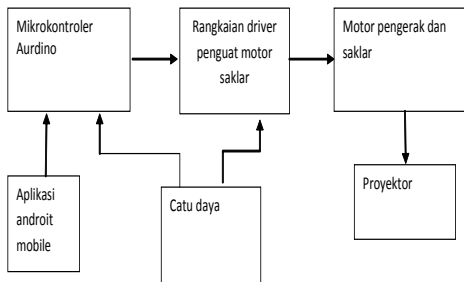 Mikrokontroler
Aurdino
Rangkaian driver
penguat motor
saklar
Motor pengerak dan
saklar
Aplikasi
androit
mobile
Catu daya
Proyektor